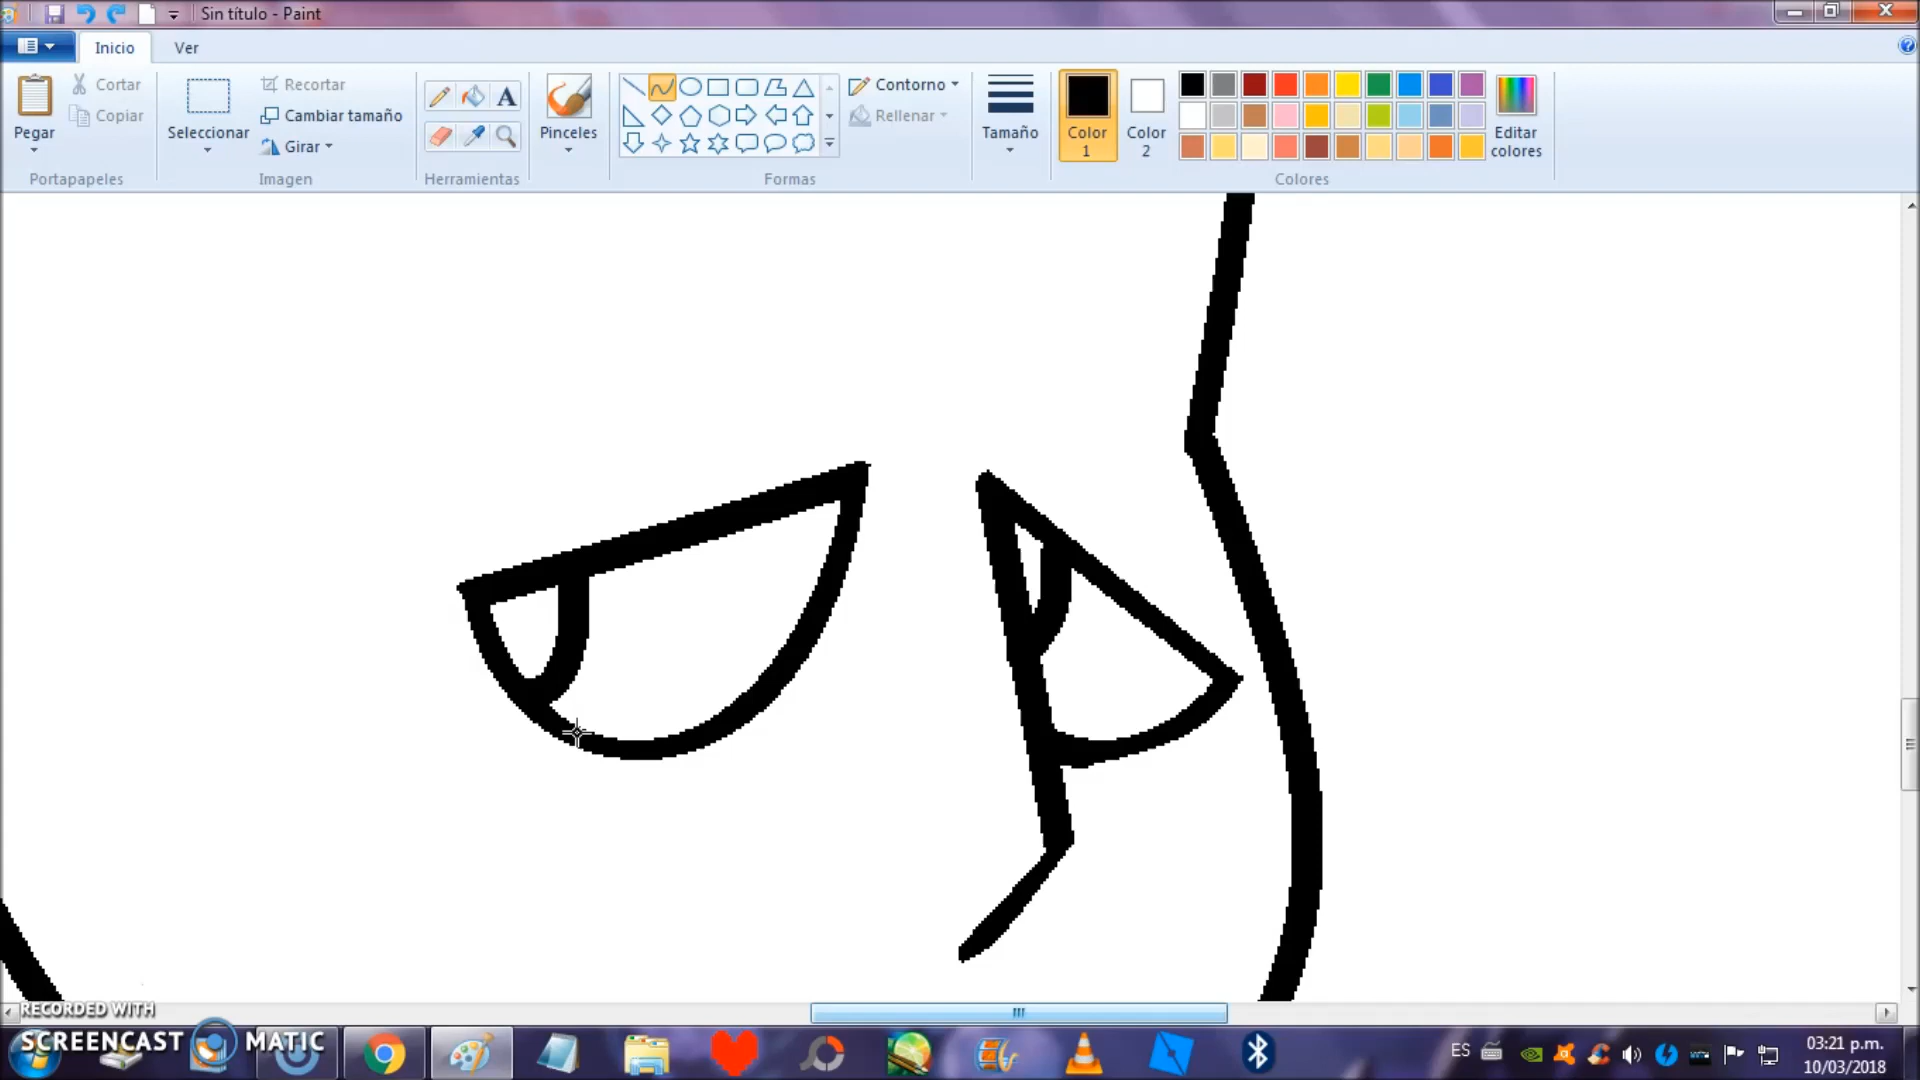 Sin título - Paint
Inicio Ver
Pegar Cortar Copiar
Portapapeles
Seleccionar Recortar Cambiar tamaño Girar
Imagen
A
Herramientas
Pinceles
Contorno
Rellenar
Formas
Tamaño
Color 1
Color 2
Editar colores
Colores
RECORDED WITH
SCREENCAST MATIC
ES
03:21 p.m.
10/03/2018